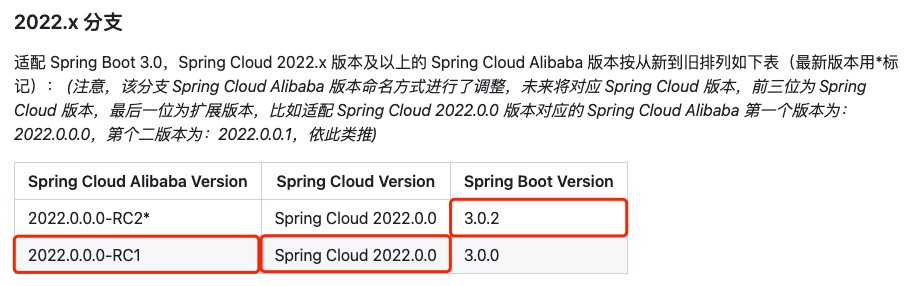 2022.x 分支
适配 Spring Boot 3.0，Spring Cloud 2022.x 版本及以上的 Spring Cloud Alibaba 版本按从新到旧排列如下表（最新版本用*标
记）： (注意，该分支 Spring Cloud Alibaba 版本命名方式进行了调整，未来将对应 Spring Cloud 版本，前三位为 Spring
Cloud 版本，最后一位为扩展版本，比如适配 Spring Cloud 2022.0.0 版本对应的 Spring Cloud Alibaba 第一个版本为：
2022.0.0.0，第个二版本为：2022.0.0.1，依此类推)
Spring Cloud Alibaba Version Spring Cloud Version Spring Boot Version
2022.0.0.0-RC2* Spring Cloud 2022.0.0 3.0.2
2022.0.0.0-RC1 Spring Cloud 2022.0.0 3.0.0